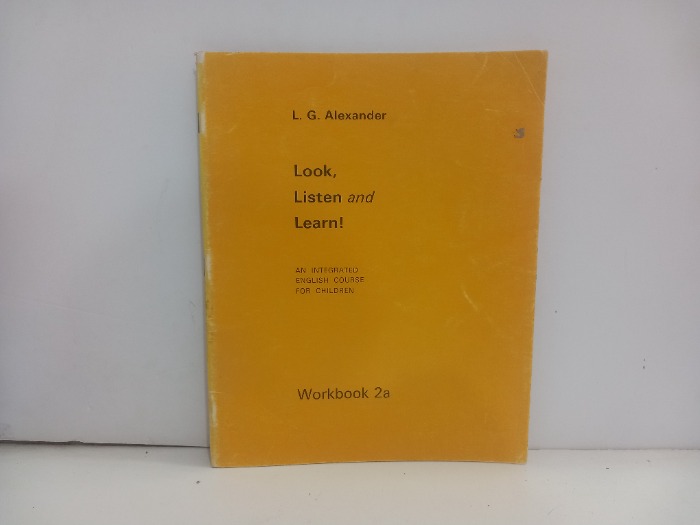 L. G. Alexander
Look,
Listen and
Learn!
AN INTEGRATED
ENGLISH COURSE
FOR CHILDREN
Workbook 2a